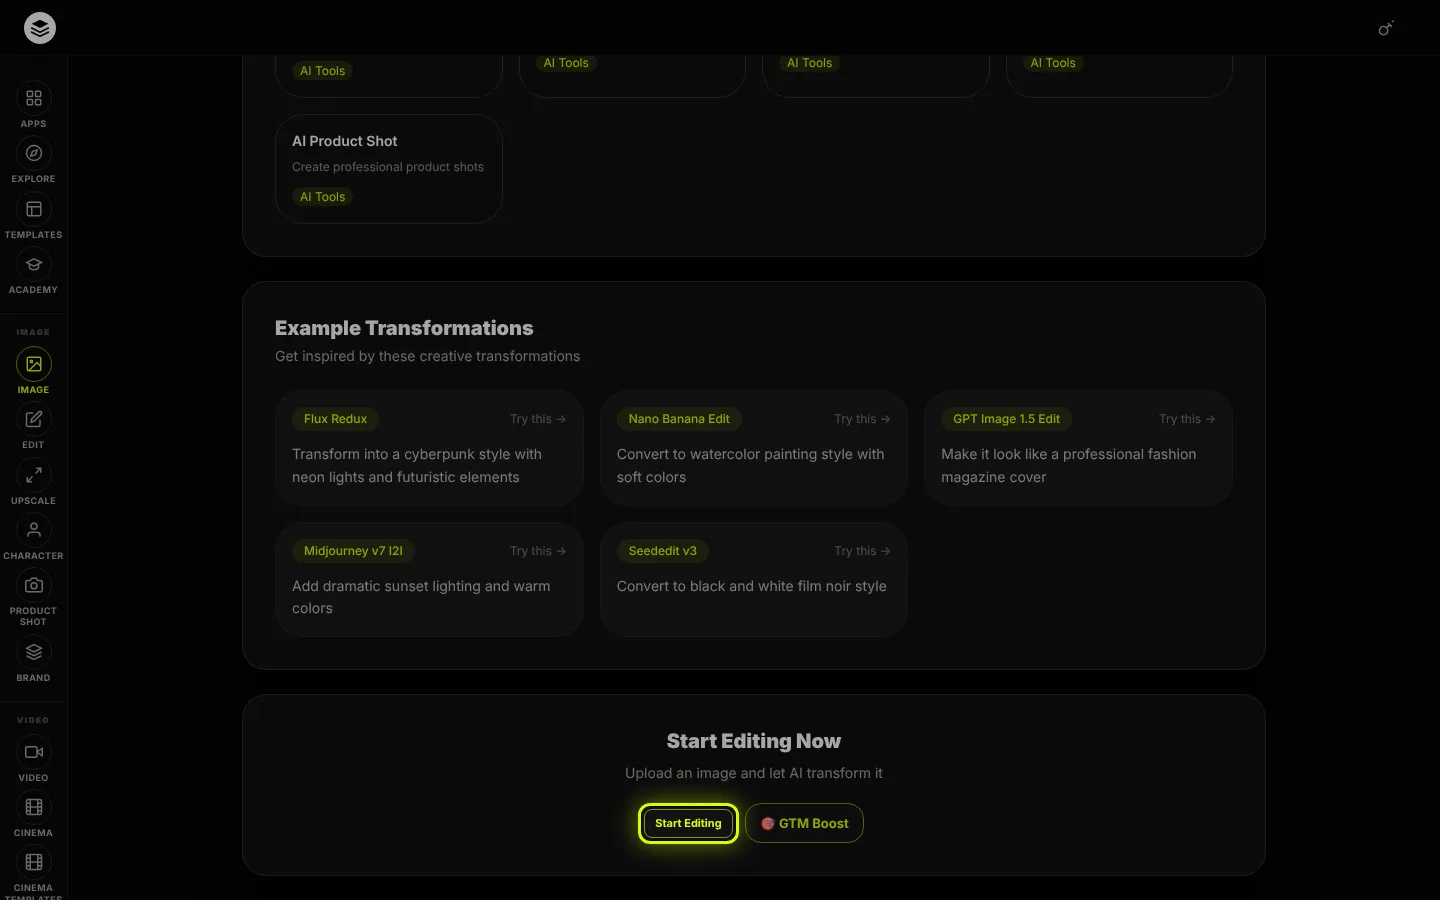 AI Tools
AI Tools
AI Tools
AI Tools
AI Product Shot
Create professional product shots
AI Tools
APPS
EXPLORE
TEMPLATES
ACADEMY
IMAGE
IMAGE
EDIT
UPSCALE
CHARACTER
PRODUCT
SHOT
BRAND
VIDEO
VIDEO
CINEMA
CINEMA
TEMPLATES
Example Transformations
Get inspired by these creative transformations
Flux Redux
Try this →
Transform into a cyberpunk style with
neon lights and futuristic elements
Nano Banana Edit
Try this →
Convert to watercolor painting style with
soft colors
GPT Image 1.5 Edit
Try this →
Make it look like a professional fashion
magazine cover
Midjourney v7 I2I
Try this →
Add dramatic sunset lighting and warm
colors
Seededit v3
Try this →
Convert to black and white film noir style
Start Editing Now
Upload an image and let AI transform it
Start Editing
🎯 GTM Boost